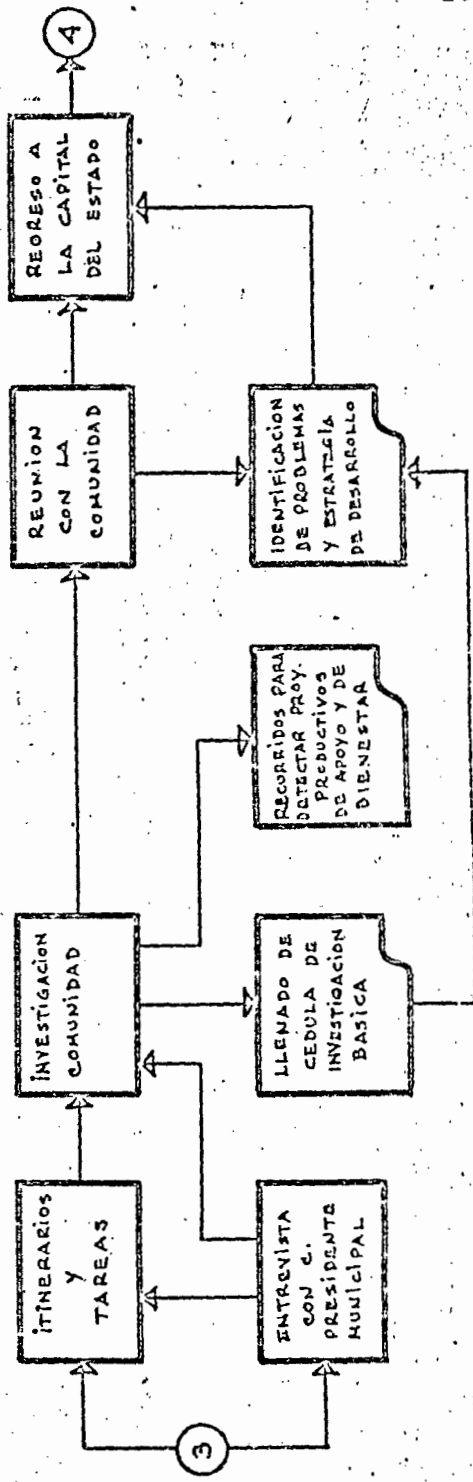 3
ITINERARIOS
Y
TAREAS
ENTREVISTA
CON C.
PRESIDENTE
MUNICIPAL
INVESTIGACION
COMUNIDAD
LLENADO DE
CEDULA DE
INVESTIGACION
BASICA
RECURRIDOS PARA
DETECTAR PROY.
PRODUCTIVOS
DE APOYO Y DE
BIENESTAR
REUNION
CON LA
COMUNIDAD
IDENTIFICACION
DE PROBLEMAS
Y ESTRATEGIA
DE DESARROLLO
REGRESO A
LA CAPITAL
DEL ESTADO
4